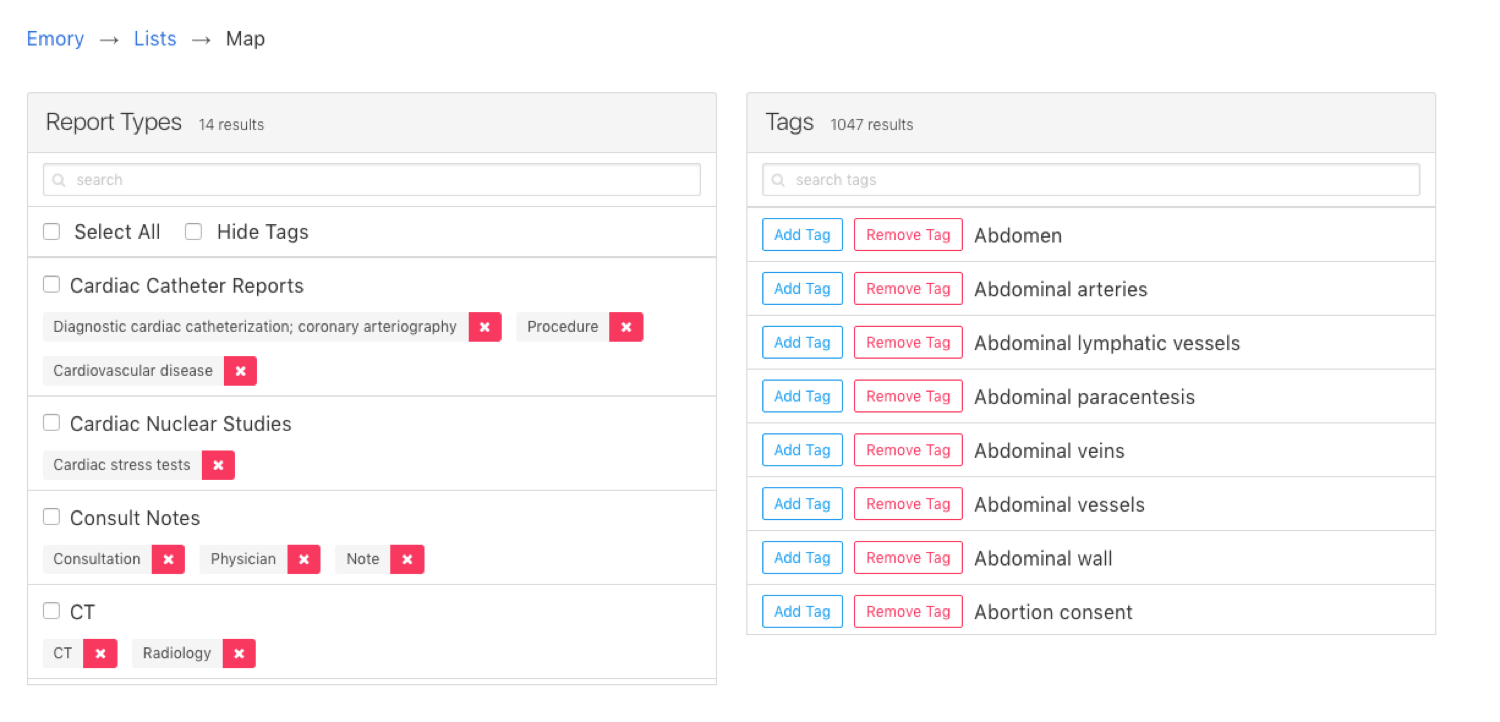 Emory → Lists → Map
Report Types 14 results
search
Select All Hide Tags
Cardiac Catheter Reports
Diagnostic cardiac catheterization; coronary arteriography Procedure
Cardiovascular disease
Cardiac Nuclear Studies
Cardiac stress tests
Consult Notes
Consultation Physician Note
CT
CT Radiology
Tags 1047 results
search tags
Add Tag Remove Tag Abdomen
Add Tag Remove Tag Abdominal arteries
Add Tag Remove Tag Abdominal lymphatic vessels
Add Tag Remove Tag Abdominal paracentesis
Add Tag Remove Tag Abdominal veins
Add Tag Remove Tag Abdominal vessels
Add Tag Remove Tag Abdominal wall
Add Tag Remove Tag Abortion consent